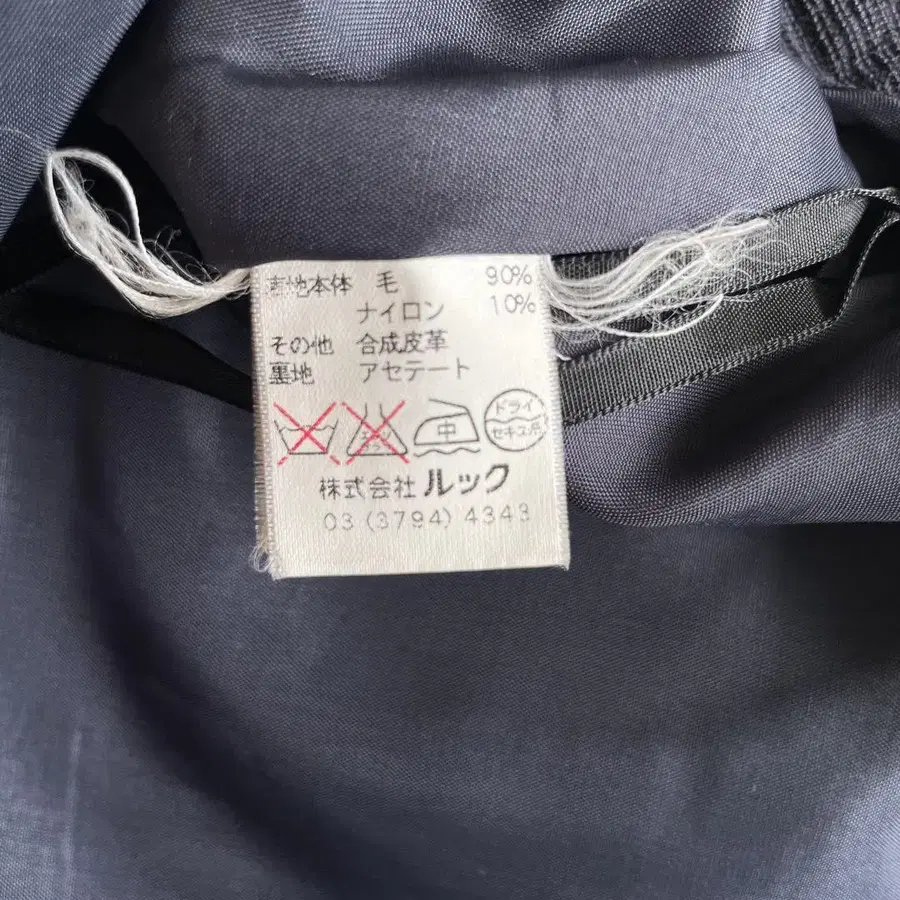 表地本体 毛 90%
ナイロン 10%
その他 合成皮革
裏地 アセテート
中 ドライ
セキユ系
株式会社 ルック
03 (3794) 4343